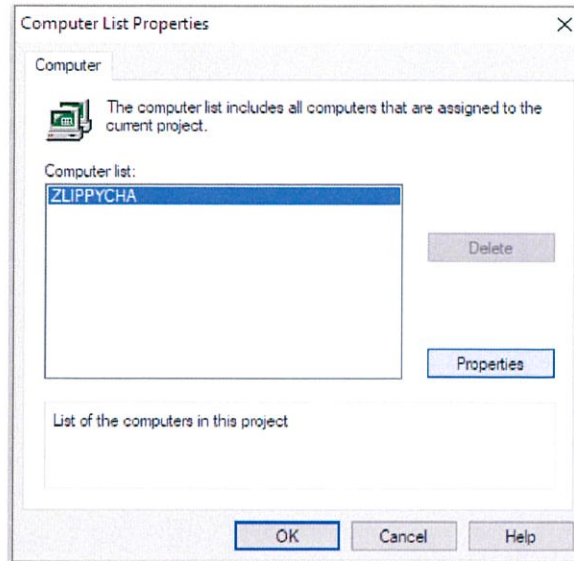 Computer List Properties
Computer
The computer list includes all computers that are assigned to the
current project.
Computer list:
ZLIPPYCHA
Delete
Properties
List of the computers in this project
OK
Cancel
Help